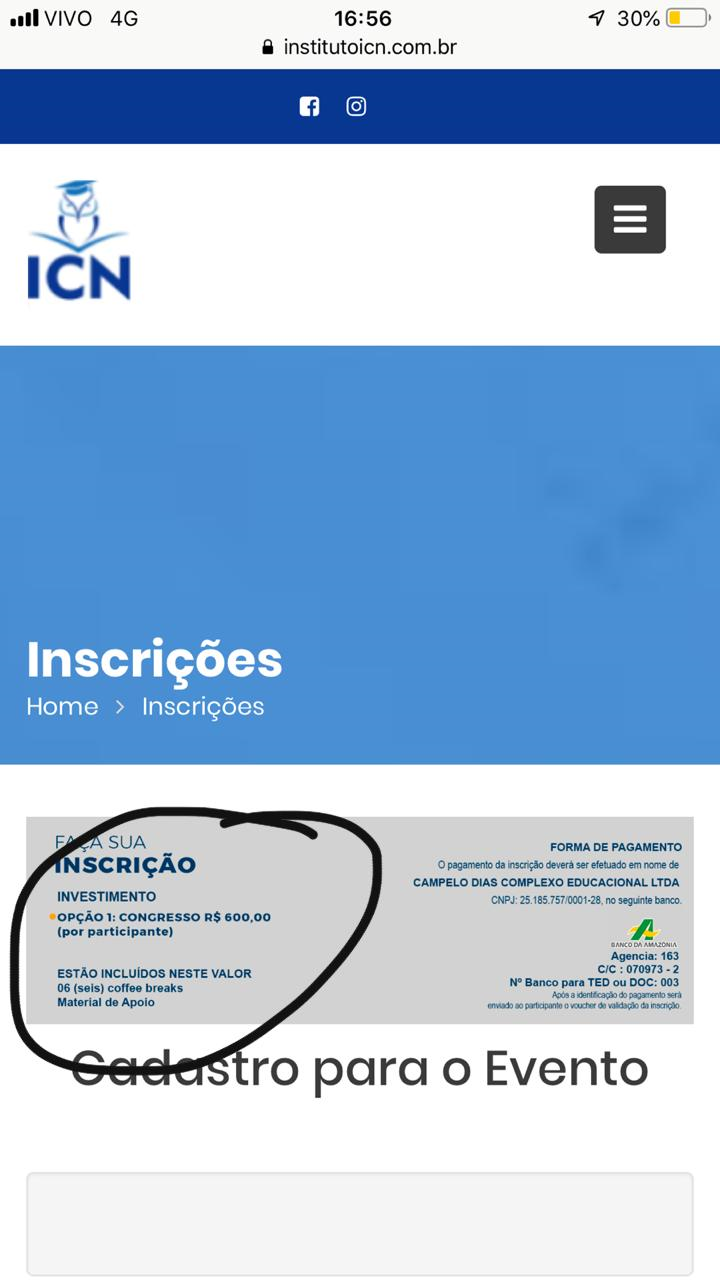 VIVO 4G 16:56 30%
institutoicn.com.br
ICN
Inscrições
Home > Inscrições
FAÇA SUA
INSCRIÇÃO
INVESTIMENTO
OPÇÃO 1: CONGRESSO R$ 600,00
(por participante)
ESTÃO INCLUÍDOS NESTE VALOR
06 (seis) coffee breaks
Material de Apoio
FORMA DE PAGAMENTO
O pagamento da inscrição deverá ser efetuado em nome de
CAMPELO DIAS COMPLEXO EDUCACIONAL LTDA
CNPJ: 25.185.757/0001-28, no seguinte banco.
BANCO DA AMAZÔNIA
Agencia: 163
C/C : 070973 - 2
Nº Banco para TED ou DOC: 003
Após a identificação do pagamento será
enviado ao participante o voucher de validação da inscrição.
Cadastro para o Evento